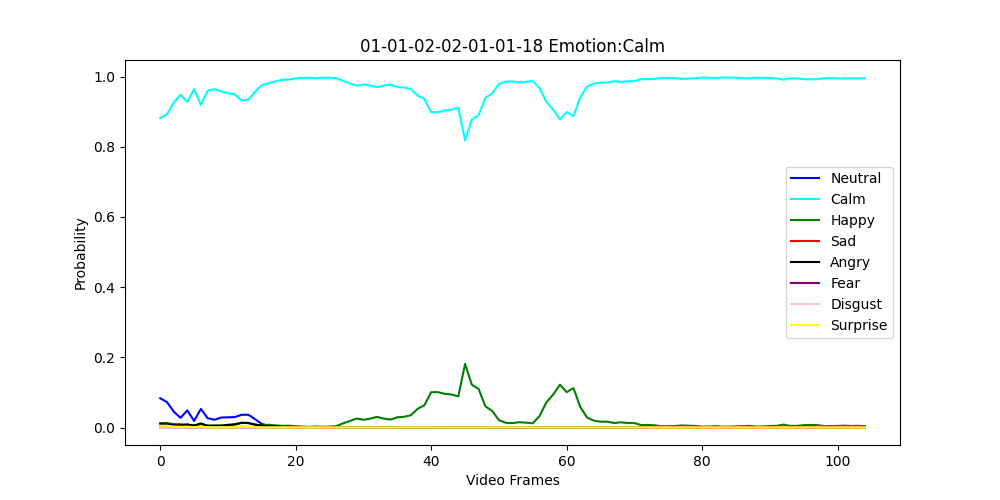 01-01-02-02-01-01-18 Emotion:Calm
1.0
0.8
0.6
0.4
0.2
0.0
Probability
Neutral
Calm
Happy
Sad
Angry
Fear
Disgust
Surprise
0 20 40 60 80 100
Video Frames